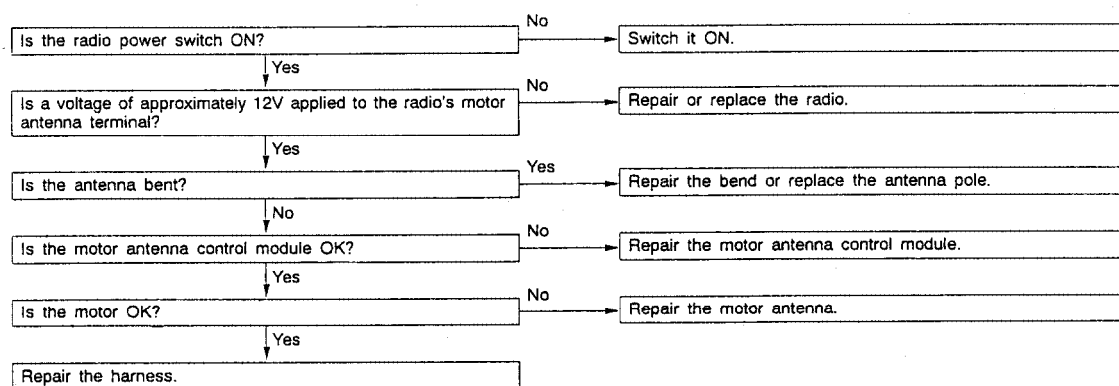 Is the radio power switch ON?
No
Switch it ON.
Yes
Is a voltage of approximately 12V applied to the radio's motor
antenna terminal?
No
Repair or replace the radio.
Yes
Is the antenna bent?
Yes
Repair the bend or replace the antenna pole.
No
Is the motor antenna control module OK?
No
Repair the motor antenna control module.
Yes
Is the motor OK?
No
Repair the motor antenna.
Yes
Repair the harness.